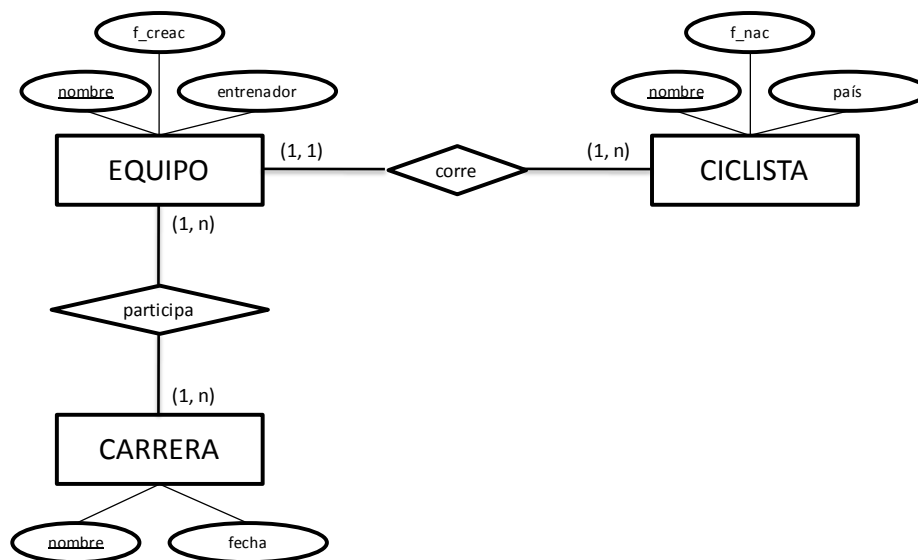 f_creac
f_nac
nombre
entrenador
nombre
país
EQUIPO
(1, 1)
corre
(1, n)
CICLISTA
(1, n)
participa
(1, n)
CARRERA
nombre
fecha